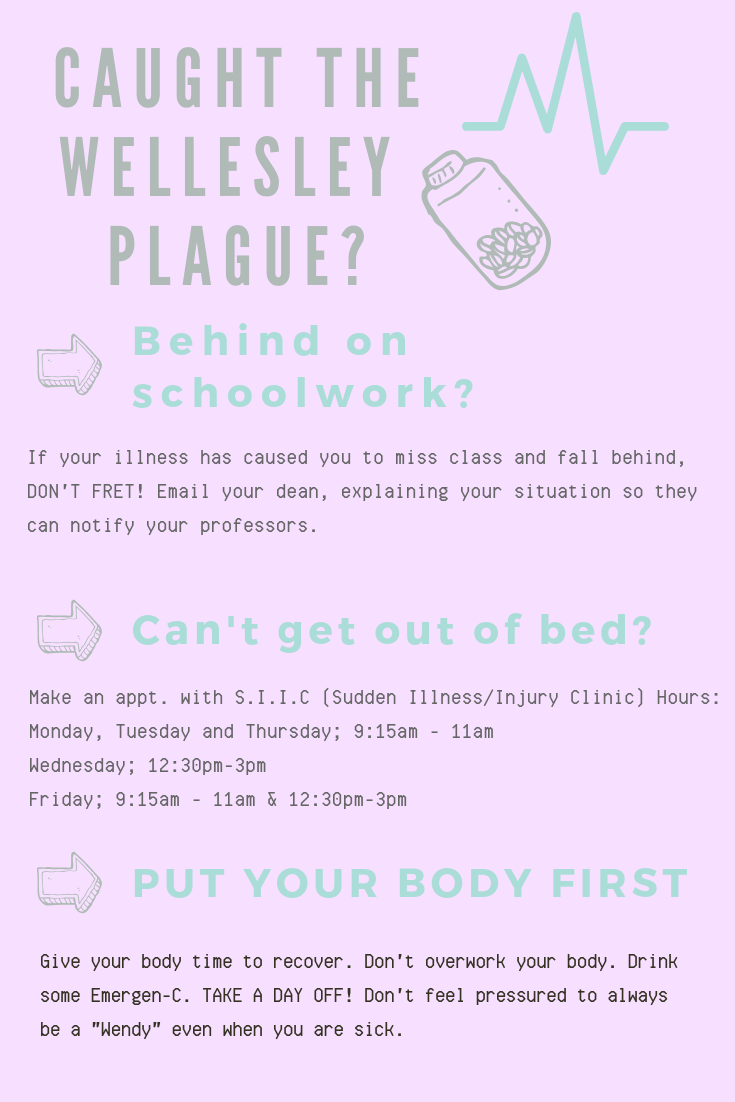 CAUGHT THE
WELLESLEY
PLAGUE?
Behind on
schoolwork?
If your illness has caused you to miss class and fall behind,
DON'T FRET! Email your dean, explaining your situation so they
can notify your professors.
Can't get out of bed?
Make an appt. with S.I.I.C (Sudden Illness/Injury Clinic) Hours:
Monday, Tuesday and Thursday; 9:15am - 11am
Wednesday; 12:30pm-3pm
Friday; 9:15am - 11am & 12:30pm-3pm
PUT YOUR BODY FIRST
Give your body time to recover. Don't overwork your body. Drink
some Emergen-C. TAKE A DAY OFF! Don't feel pressured to always
be a "Wendy" even when you are sick.